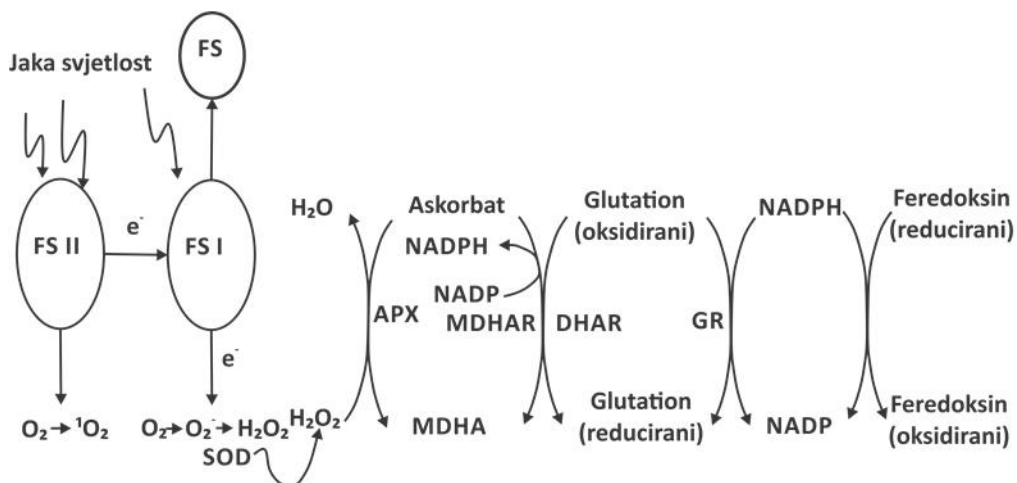 FS
Jaka svjetlost
FS II
e⁻
FS I
e⁻
O₂ → ¹O₂
O₂ → O₂⁻ → H₂O₂
SOD
H₂O₂
H₂O
APX
Askorbat
NADPH
NADP
MDHAR
MDHA
DHAR
Glutation
(oksidirani)
Glutation
(reducirani)
GR
NADPH
NADP
Feredoksin
(reducirani)
Feredoksin
(oksidirani)